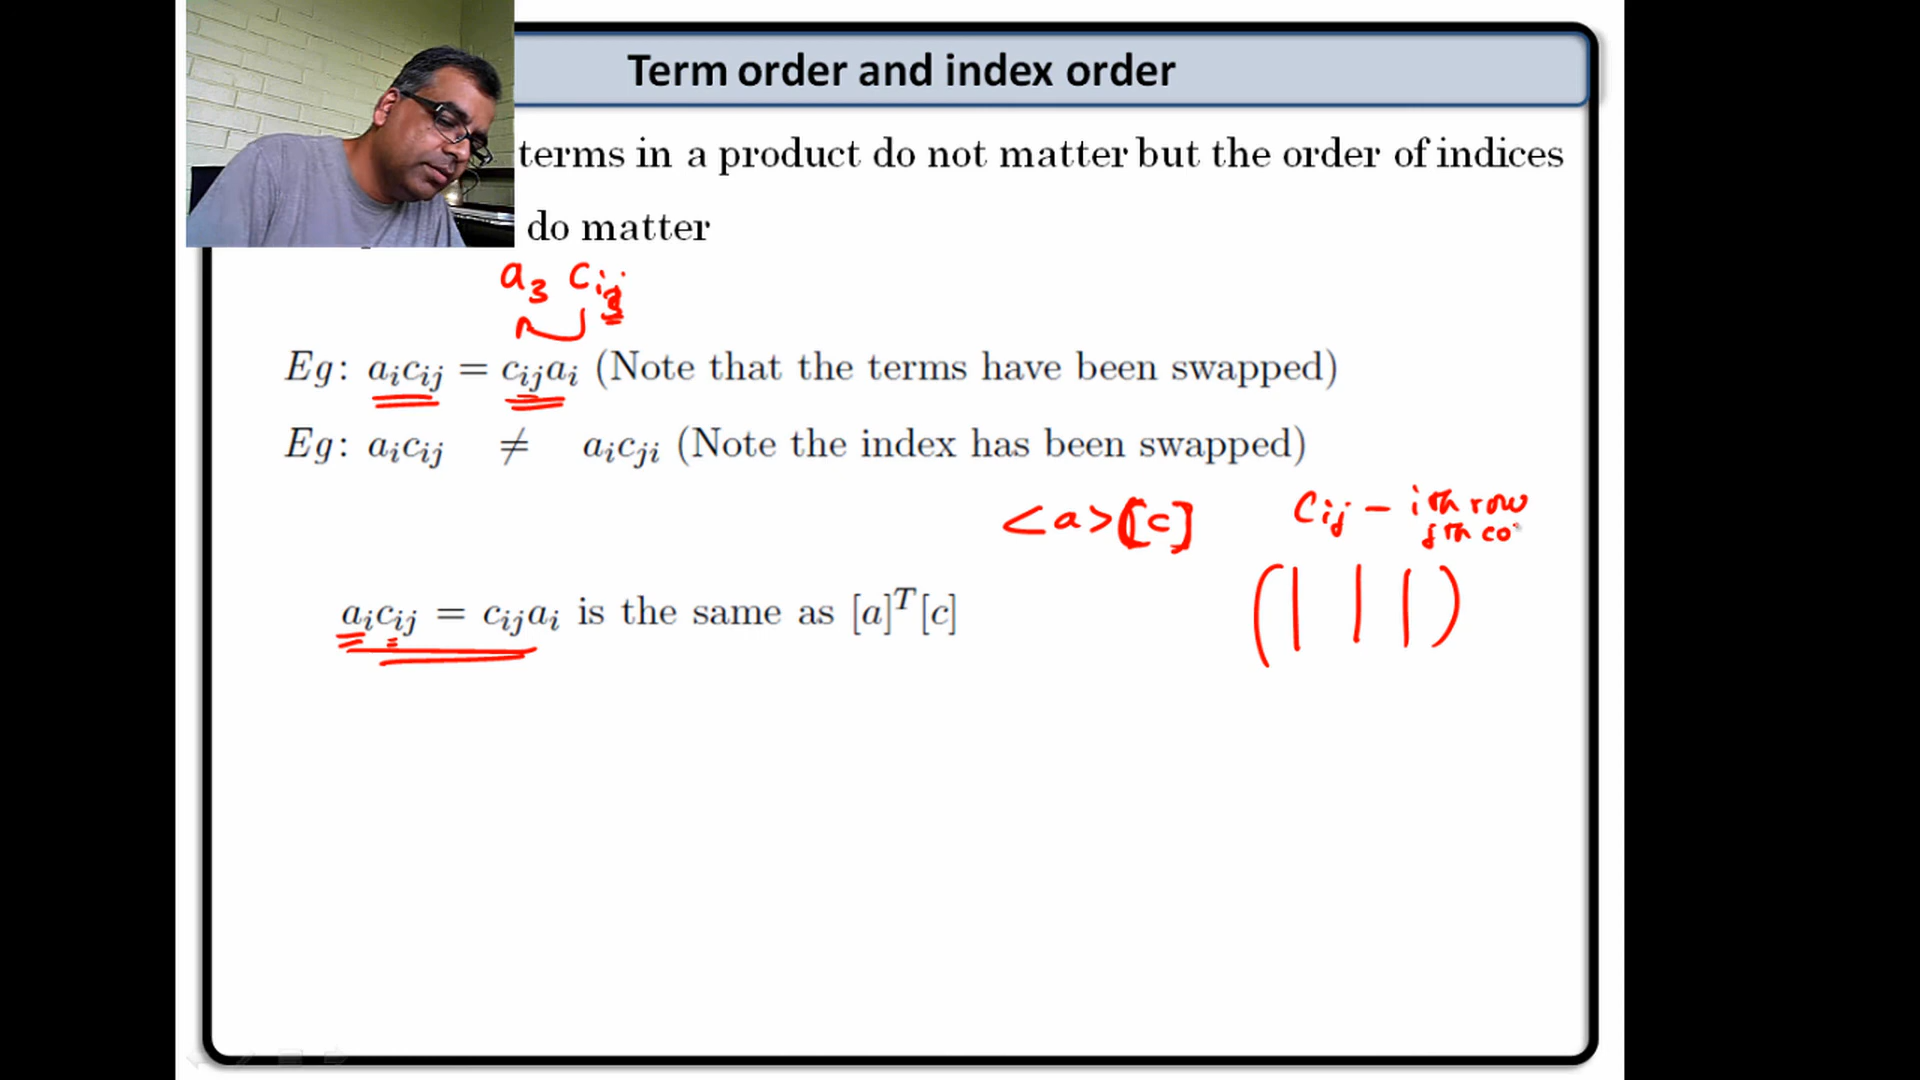 Term order and index order
terms in a product do not matter but the order of indices
do matter
a₃ cᵢⱼ
Eg: aᵢcᵢⱼ = cᵢⱼaᵢ (Note that the terms have been swapped)
Eg: aᵢcᵢⱼ ≠ aᵢcⱼᵢ (Note the index has been swapped)
<a>[c] Cᵢⱼ - ith row
jth co
aᵢcᵢⱼ = cᵢⱼaᵢ is the same as [a]ᵀ[c]